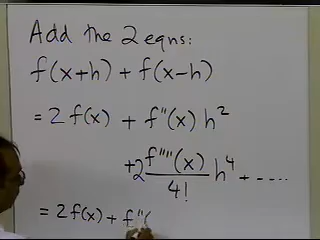 Add the 2 eqns:
f(x+h) + f(x-h)
= 2 f(x) + f''(x) h²
+ 2 f''''(x)/4! h⁴ + ----
= 2 f(x) + f''(